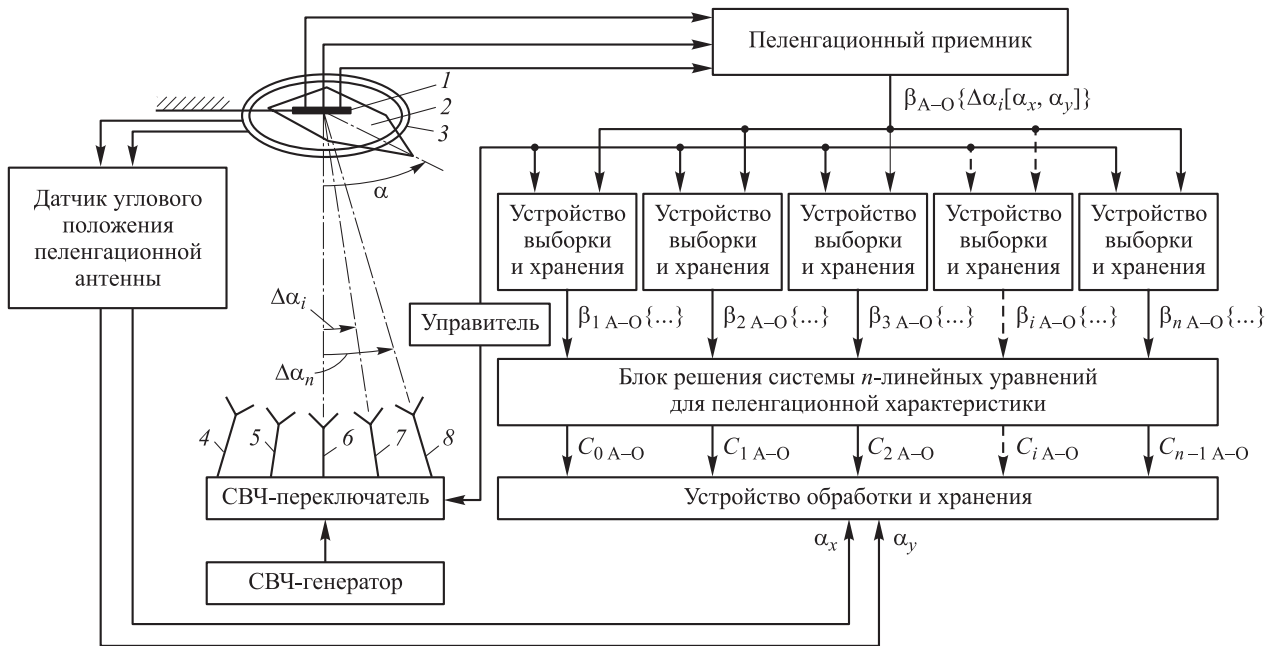 Пеленгационный приемник
1
2
3
β А–О{Δα i[α x, α y]}
α
Датчик углового
положения
пеленгационной
антенны
Устройство
выборки
и хранения
Устройство
выборки
и хранения
Устройство
выборки
и хранения
Устройство
выборки
и хранения
Устройство
выборки
и хранения
Δα i
Управитель
β 1 А–О{...}
β 2 А–О{...}
β 3 А–О{...}
β i А–О{...}
β n А–О{...}
Δα n
Блок решения системы n-линейных уравнений
для пеленгационной характеристики
4
5
6
7
8
C 0 А–О
C 1 А–О
C 2 А–О
C i А–О
C n–1 А–О
СВЧ-переключатель
Устройство обработки и хранения
α x
α y
СВЧ-генератор